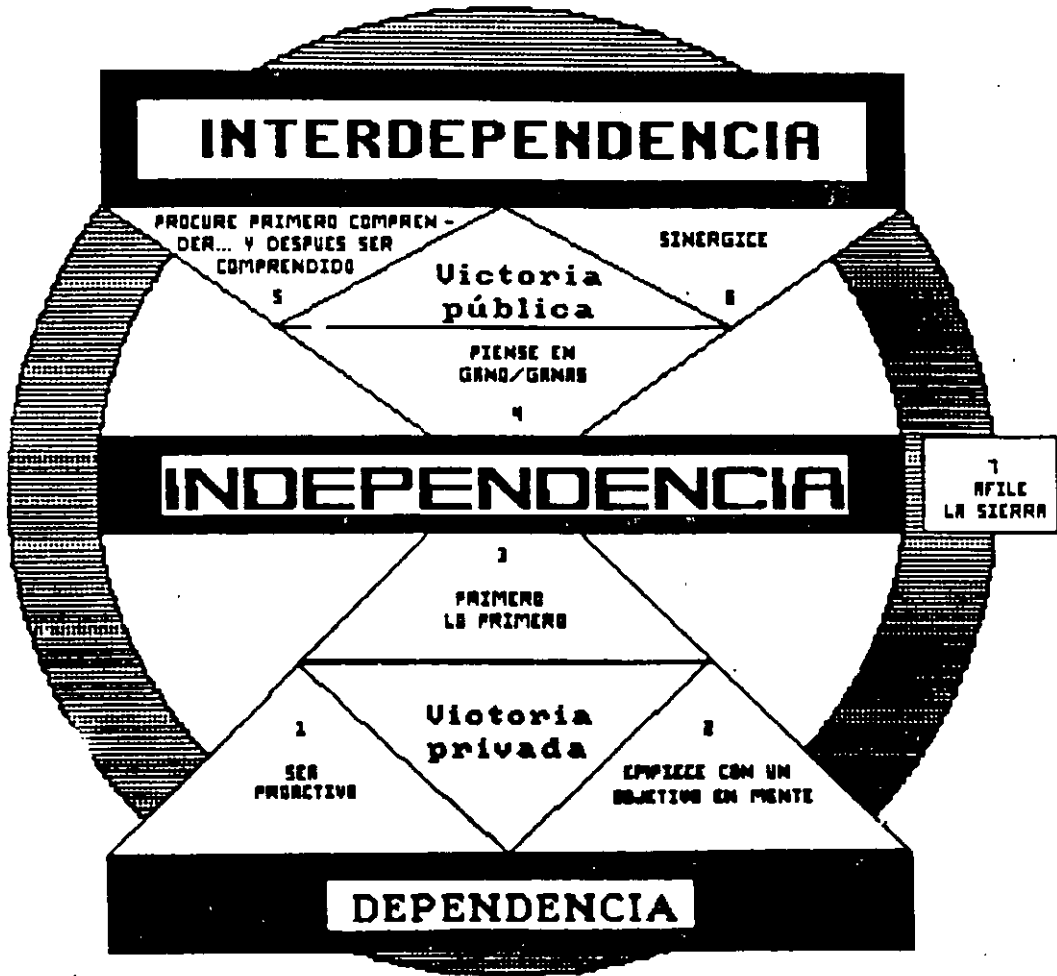 INTERDEPENDENCIA
PROCURE PRIMERO COMPREN-
DER... Y DESPUES SER
COMPRENDIDO
5
SINERGICE
6
Victoria
pública
PIENSE EN
GANO/GANAS
4
INDEPENDENCIA
7
AFILE
LA SIERRA
3
PRIMERO
LO PRIMERO
Victoria
privada
1
SER
PROACTIVO
2
EMPIECE CON UN
OBJETIVO EN MENTE
DEPENDENCIA